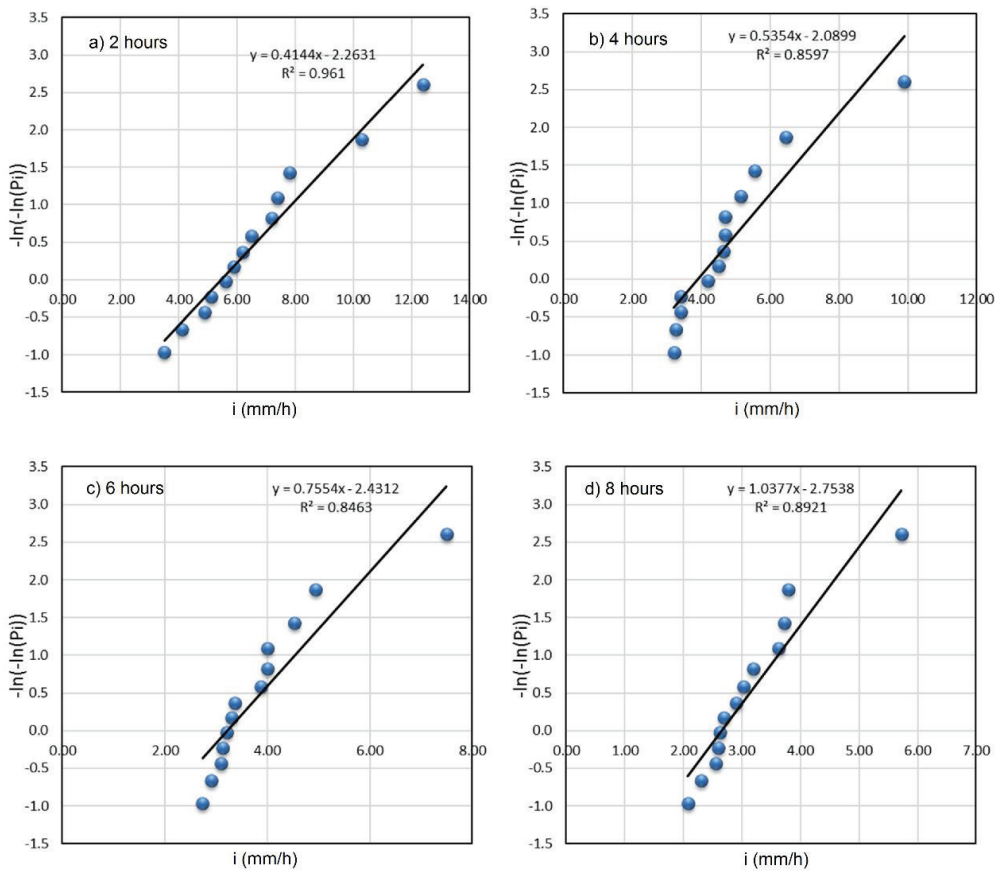 a) 2 hours
y = 0.4144x - 2.2631
R² = 0.961
3.5
3.0
2.5
2.0
1.5
1.0
0.5
0.0
-0.5
-1.0
-1.5
0.00 2.00 4.00 6.00 8.00 10.00 12.00 14.00
-ln(-ln(Pi))
i (mm/h)
b) 4 hours
y = 0.5354x - 2.0899
R² = 0.8597
3.5
3.0
2.5
2.0
1.5
1.0
0.5
0.0
-0.5
-1.0
-1.5
0.00 2.00 4.00 6.00 8.00 10.00 12.00
-ln(-ln(Pi))
i (mm/h)
c) 6 hours
y = 0.7554x - 2.4312
R² = 0.8463
3.5
3.0
2.5
2.0
1.5
1.0
0.5
0.0
-0.5
-1.0
-1.5
0.00 2.00 4.00 6.00 8.00
-ln(-ln(Pi))
i (mm/h)
d) 8 hours
y = 1.0377x - 2.7538
R² = 0.8921
3.5
3.0
2.5
2.0
1.5
1.0
0.5
0.0
-0.5
-1.0
-1.5
0.00 1.00 2.00 3.00 4.00 5.00 6.00 7.00
-ln(-ln(Pi))
i (mm/h)